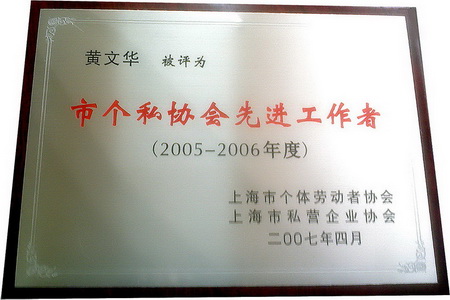 黄文华 被评为
市个私协会先进工作者
(2005-2006年度)
上海市个体劳动者协会
上海市私营企业协会
二00七年四月